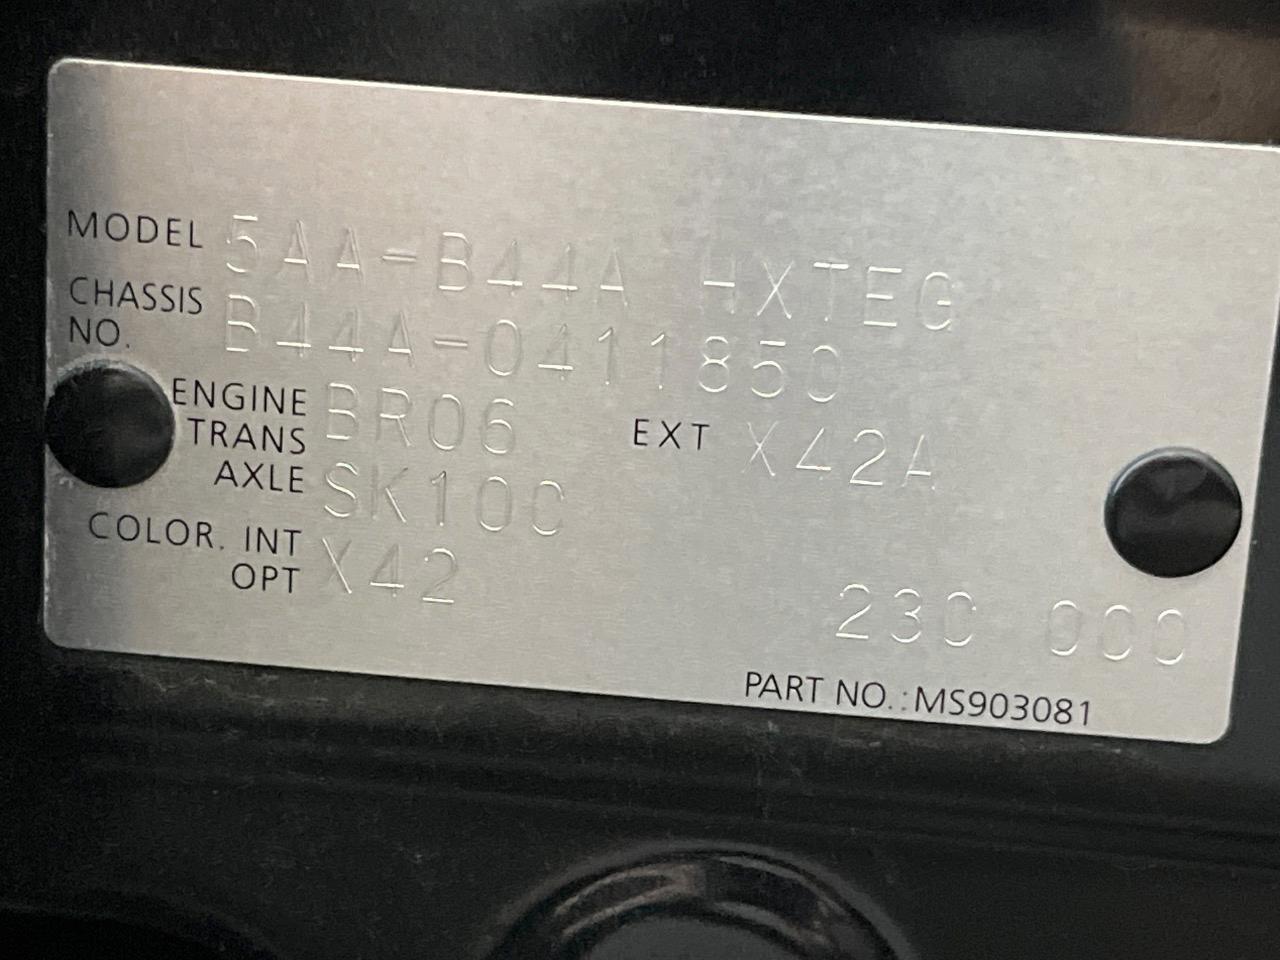 MODEL 5AA-B44A HXTEG
CHASSIS NO. B44A-0411850
ENGINE BR06 EXT X42A
TRANS
AXLE SK10C
COLOR. INT X42
OPT 230 000
PART NO.:MS903081